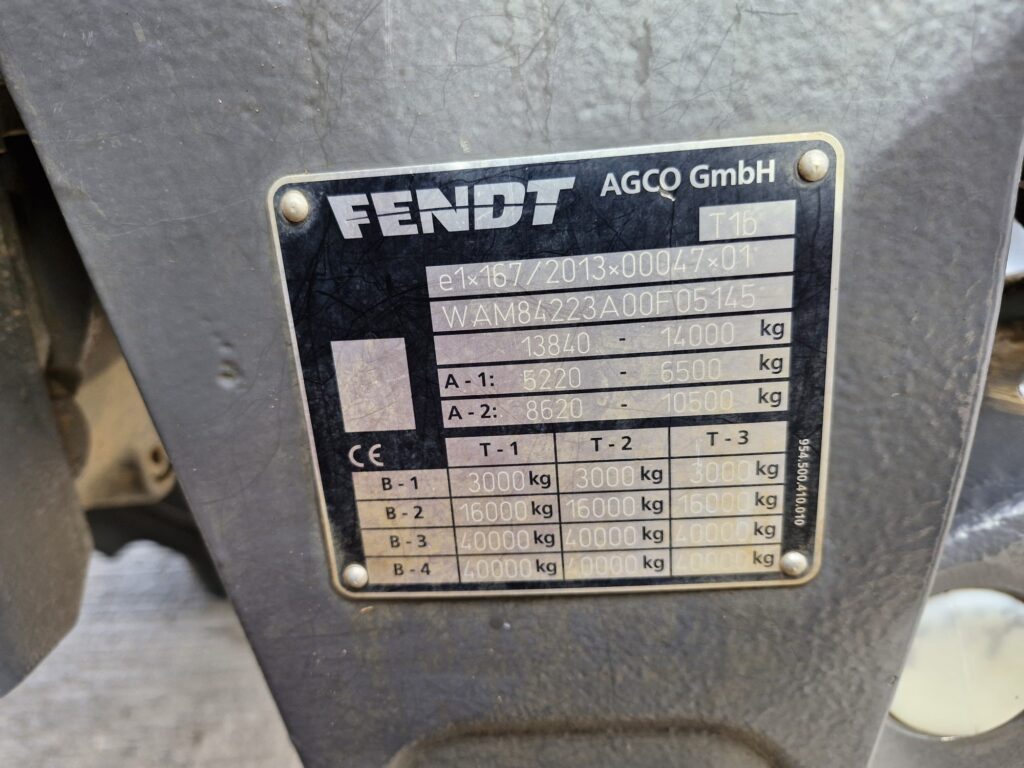 FENDT AGCO GmbH
T1b
e1*167/2013*00047*01
WAM84223A00F05145
13840 - 14000 kg
A - 1: 5220 - 6500 kg
A - 2: 8620 - 10500 kg
CE T - 1 T - 2 T - 3
B - 1 3000 kg 3000 kg 3000 kg
B - 2 16000 kg 16000 kg 16000 kg
B - 3 40000 kg 40000 kg 40000 kg
B - 4 40000 kg 40000 kg 40000 kg
954.500.410.010